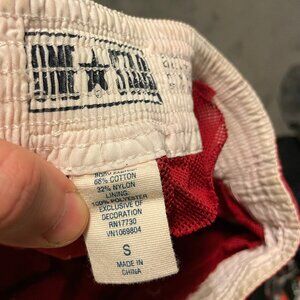 ONE ★ STAR
68% COTTON
32% NYLON
LINING:
100% POLYESTER
EXCLUSIVE OF
DECORATION
RN17730
VN1069804
S
MADE IN
CHINA